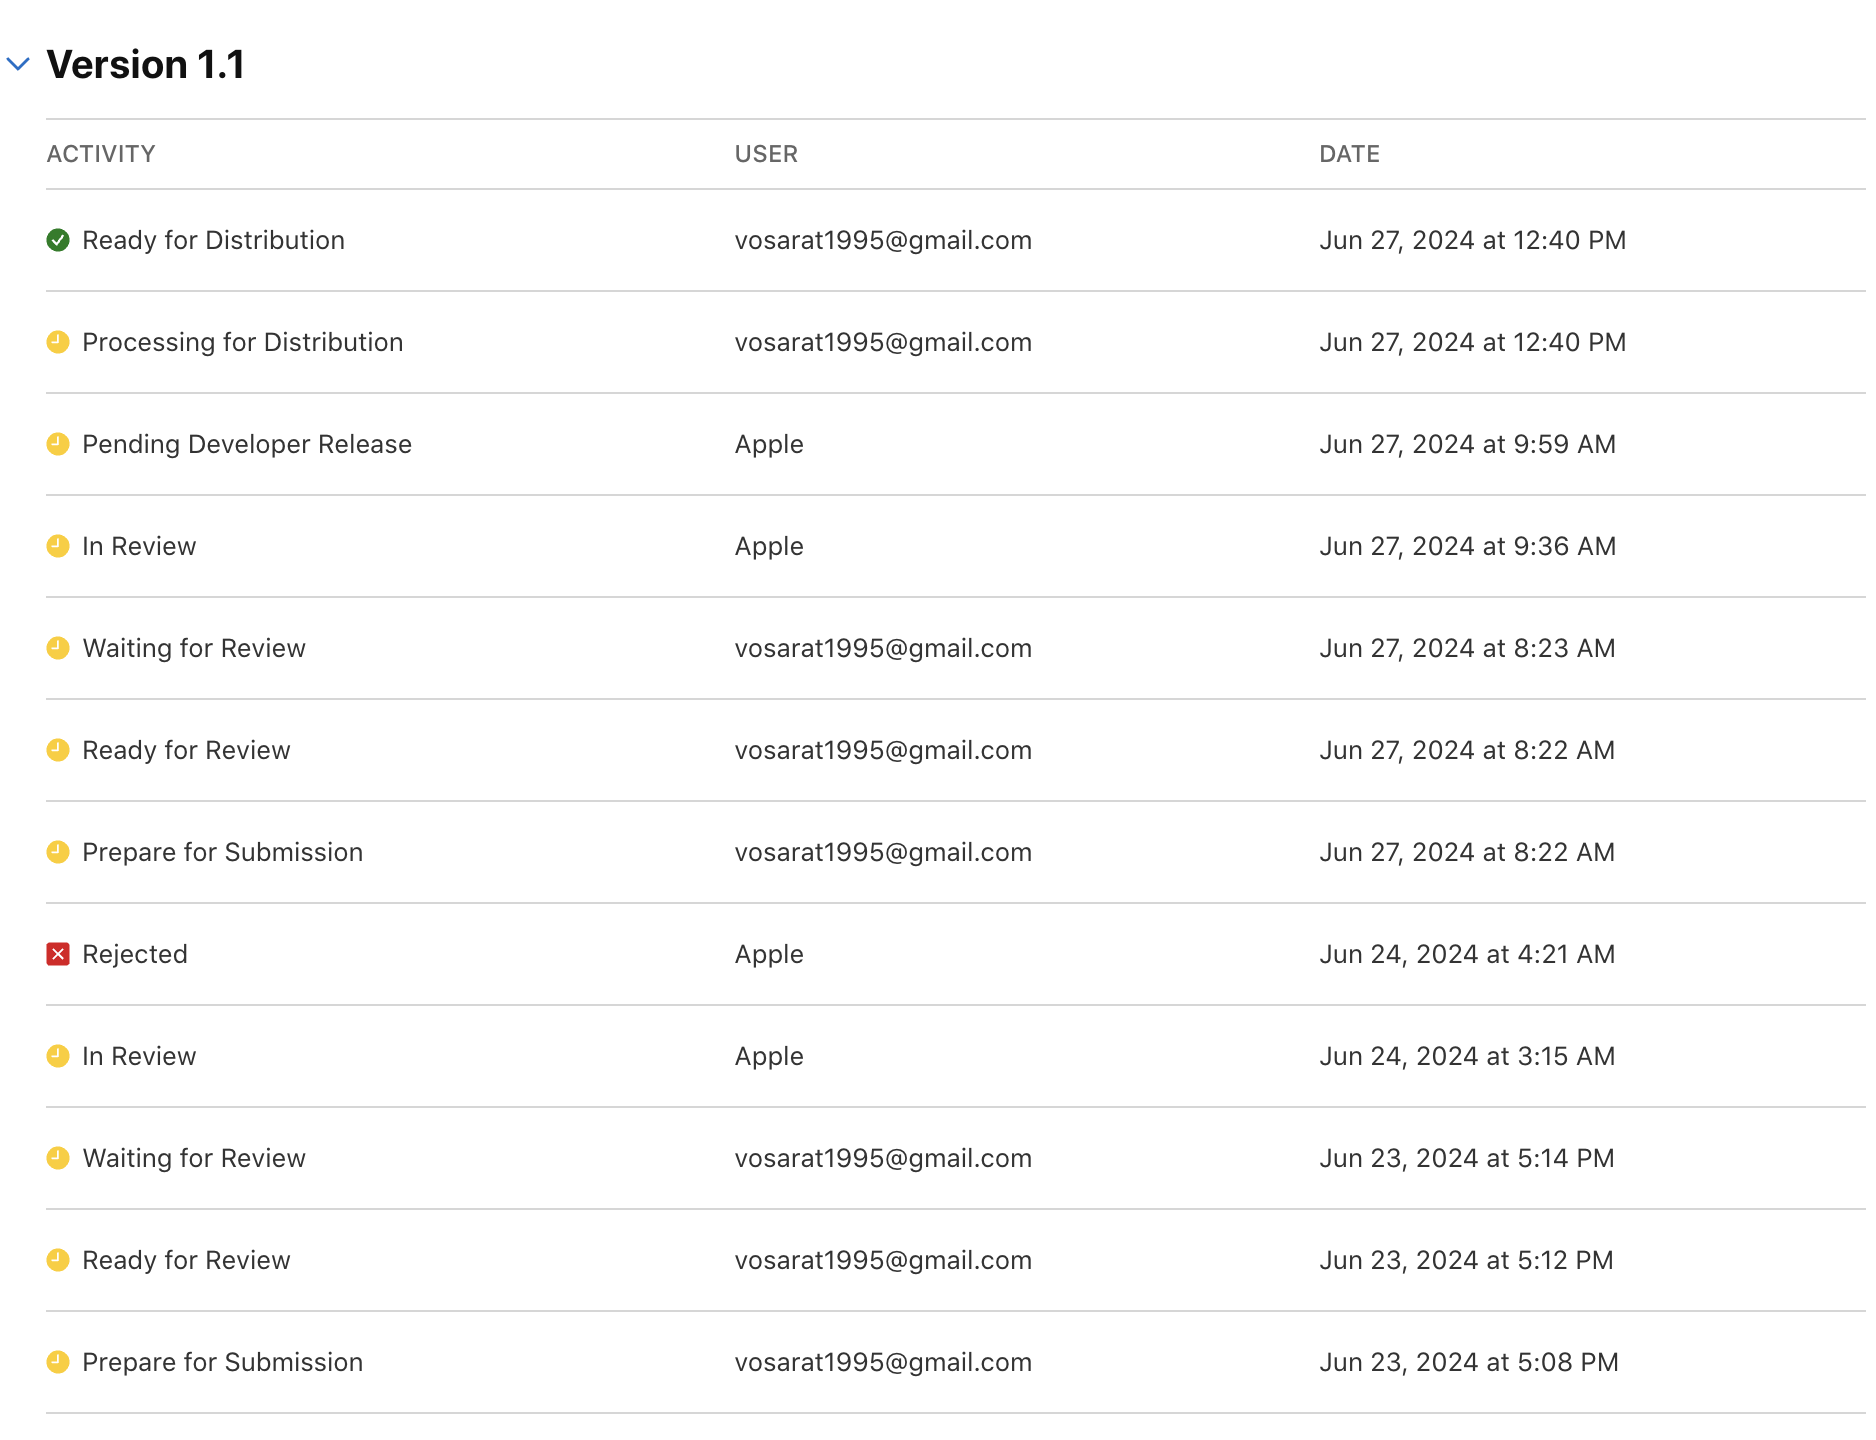 Version 1.1
ACTIVITY USER DATE
Ready for Distribution vosarat1995@gmail.com Jun 27, 2024 at 12:40 PM
Processing for Distribution vosarat1995@gmail.com Jun 27, 2024 at 12:40 PM
Pending Developer Release Apple Jun 27, 2024 at 9:59 AM
In Review Apple Jun 27, 2024 at 9:36 AM
Waiting for Review vosarat1995@gmail.com Jun 27, 2024 at 8:23 AM
Ready for Review vosarat1995@gmail.com Jun 27, 2024 at 8:22 AM
Prepare for Submission vosarat1995@gmail.com Jun 27, 2024 at 8:22 AM
Rejected Apple Jun 24, 2024 at 4:21 AM
In Review Apple Jun 24, 2024 at 3:15 AM
Waiting for Review vosarat1995@gmail.com Jun 23, 2024 at 5:14 PM
Ready for Review vosarat1995@gmail.com Jun 23, 2024 at 5:12 PM
Prepare for Submission vosarat1995@gmail.com Jun 23, 2024 at 5:08 PM